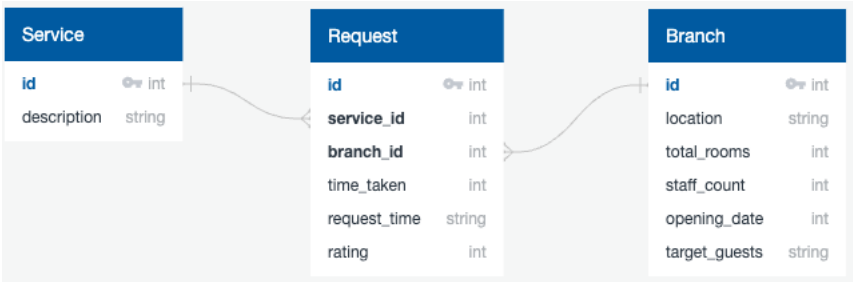 Service
id int
description string
Request
id int
service_id int
branch_id int
time_taken int
request_time string
rating int
Branch
id int
location string
total_rooms int
staff_count int
opening_date int
target_guests string